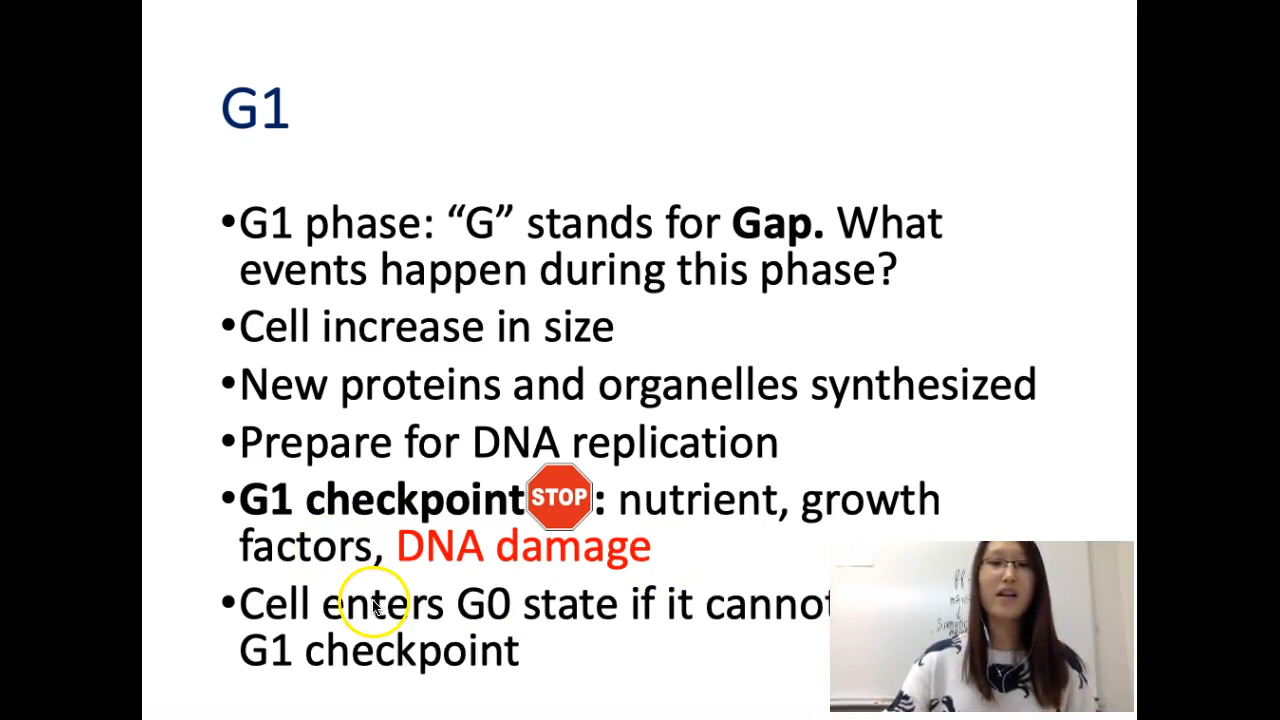 G1
•G1 phase: “G” stands for Gap. What
events happen during this phase?
•Cell increase in size
•New proteins and organelles synthesized
•Prepare for DNA replication
•G1 checkpoint STOP : nutrient, growth
factors, DNA damage
•Cell enters G0 state if it cannot
G1 checkpoint